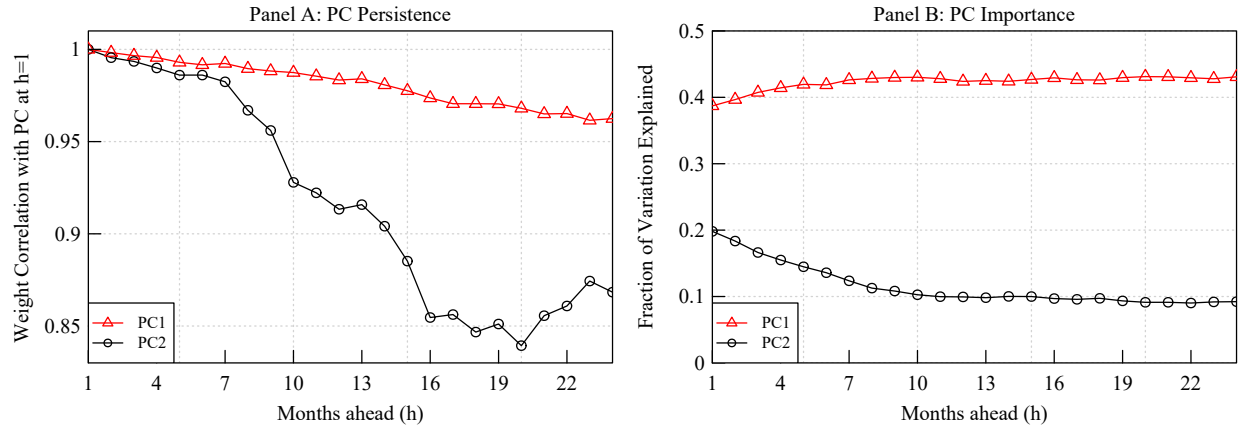 Panel A: PC Persistence
Weight Correlation with PC at h=1
1
0.95
0.9
0.85
PC1
PC2
1 4 7 10 13 16 19 22
Months ahead (h)
Panel B: PC Importance
Fraction of Variation Explained
0.5
0.4
0.3
0.2
0.1
0
PC1
PC2
1 4 7 10 13 16 19 22
Months ahead (h)